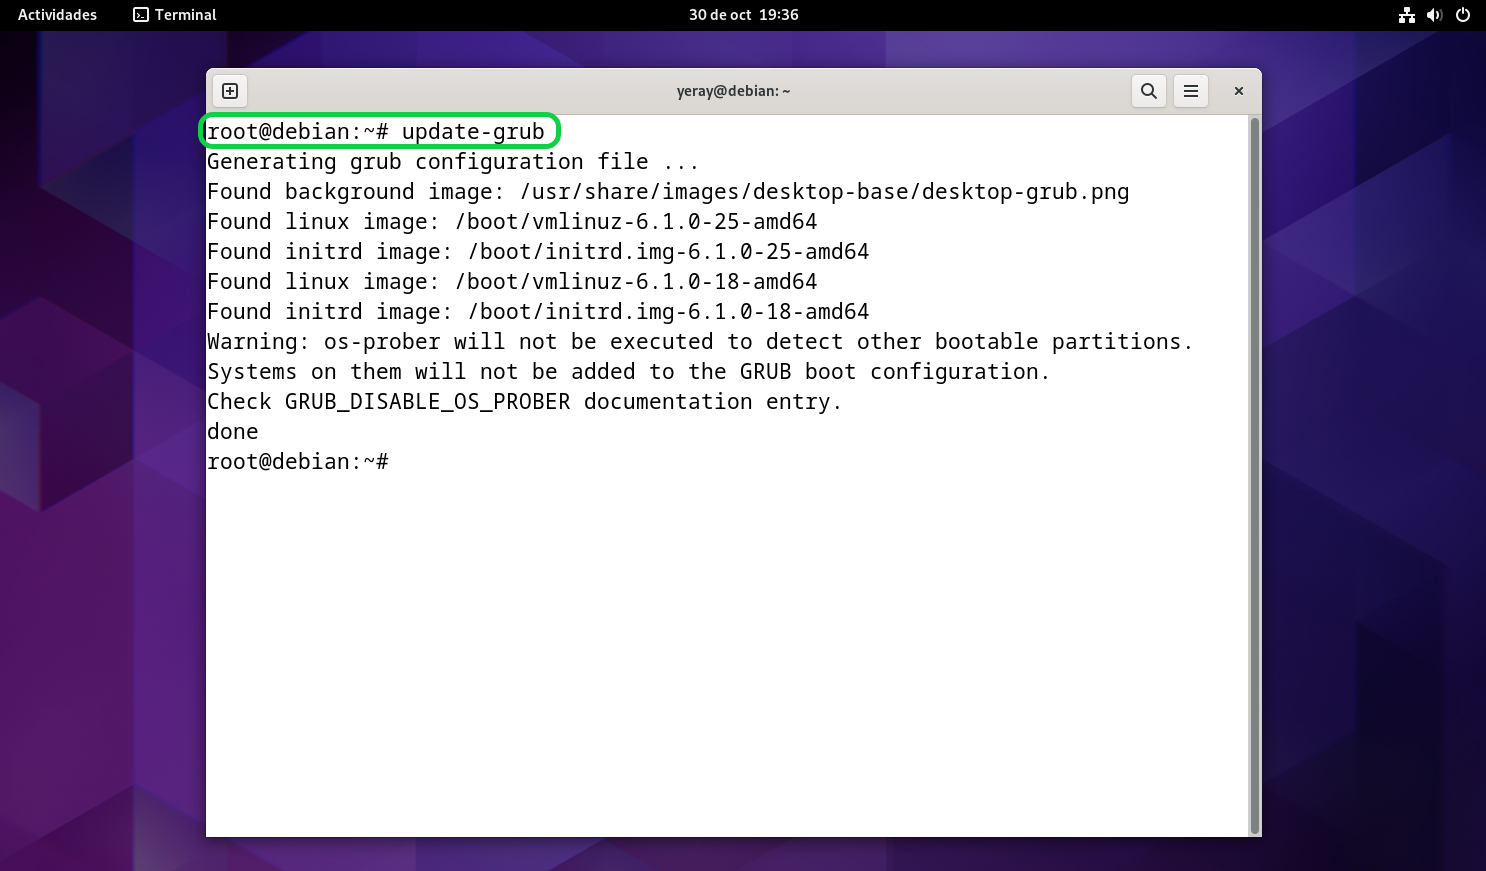 Actividades Terminal 30 de oct 19:36
yeray@debian: ~
root@debian:~# update-grub
Generating grub configuration file ...
Found background image: /usr/share/images/desktop-base/desktop-grub.png
Found linux image: /boot/vmlinuz-6.1.0-25-amd64
Found initrd image: /boot/initrd.img-6.1.0-25-amd64
Found linux image: /boot/vmlinuz-6.1.0-18-amd64
Found initrd image: /boot/initrd.img-6.1.0-18-amd64
Warning: os-prober will not be executed to detect other bootable partitions.
Systems on them will not be added to the GRUB boot configuration.
Check GRUB_DISABLE_OS_PROBER documentation entry.
done
root@debian:~#